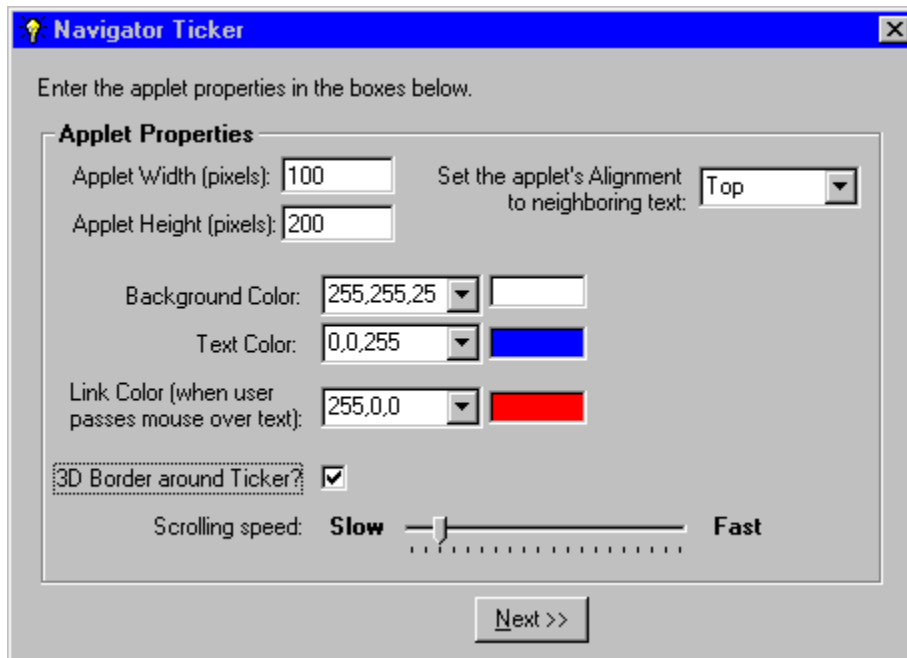 Navigator Ticker
Enter the applet properties in the boxes below.
Applet Properties
Applet Width (pixels): 100
Set the applet's Alignment
to neighboring text: Top
Applet Height (pixels): 200
Background Color: 255,255,25
Text Color: 0,0,255
Link Color (when user
passes mouse over text): 255,0,0
3D Border around Ticker?
Scrolling speed: Slow Fast
Next >>